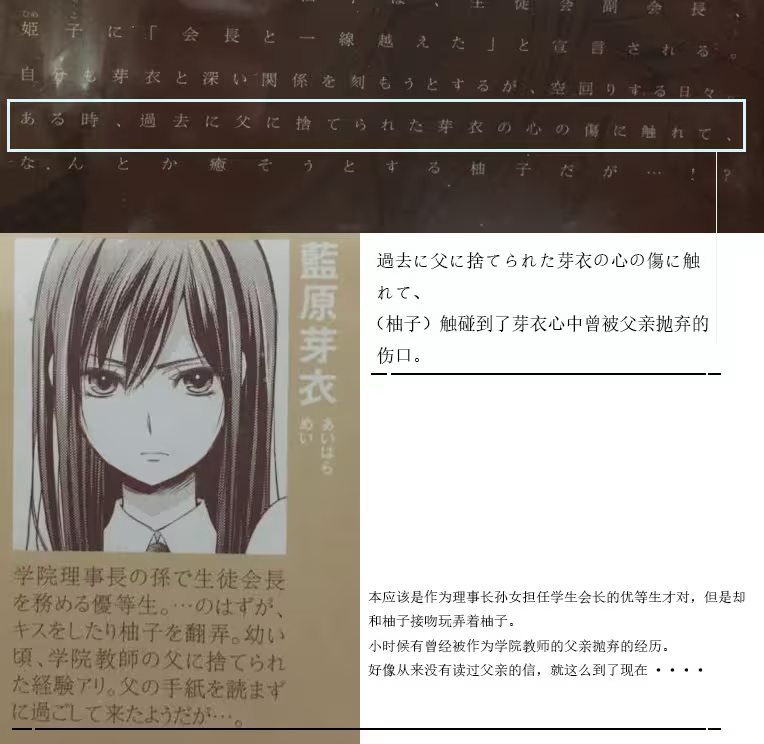 姫子に「会長と一線越えた」と宣言される。
ひめ こ
自分も芽衣と深い関係を刻もうとするが、空回りする日々。
ある時、過去に父に捨てられた芽衣の心の傷に触れて、
なんとか癒そうとする柚子だが…！？
藍原芽衣
あいはら
めい
過去に父に捨てられた芽衣の心の傷に触
れて、
（柚子）触碰到了芽衣心中曾被父亲抛弃的
伤口。
学院理事長の孫で生徒会長
を務める優等生。…のはずが、
キスをしたり柚子を翻弄。幼い
頃、学院教師の父に捨てられ
た経験アリ。父の手紙を読まず
に過ごして来たようだが…。
本应该是作为理事长孙女担任学生会长的优等生才对，但是却
和柚子接吻玩弄着柚子。
小时候有曾经被作为学院教师的父亲抛弃的经历。
好像从来没有读过父亲的信，就这么到了现在 ・・・・